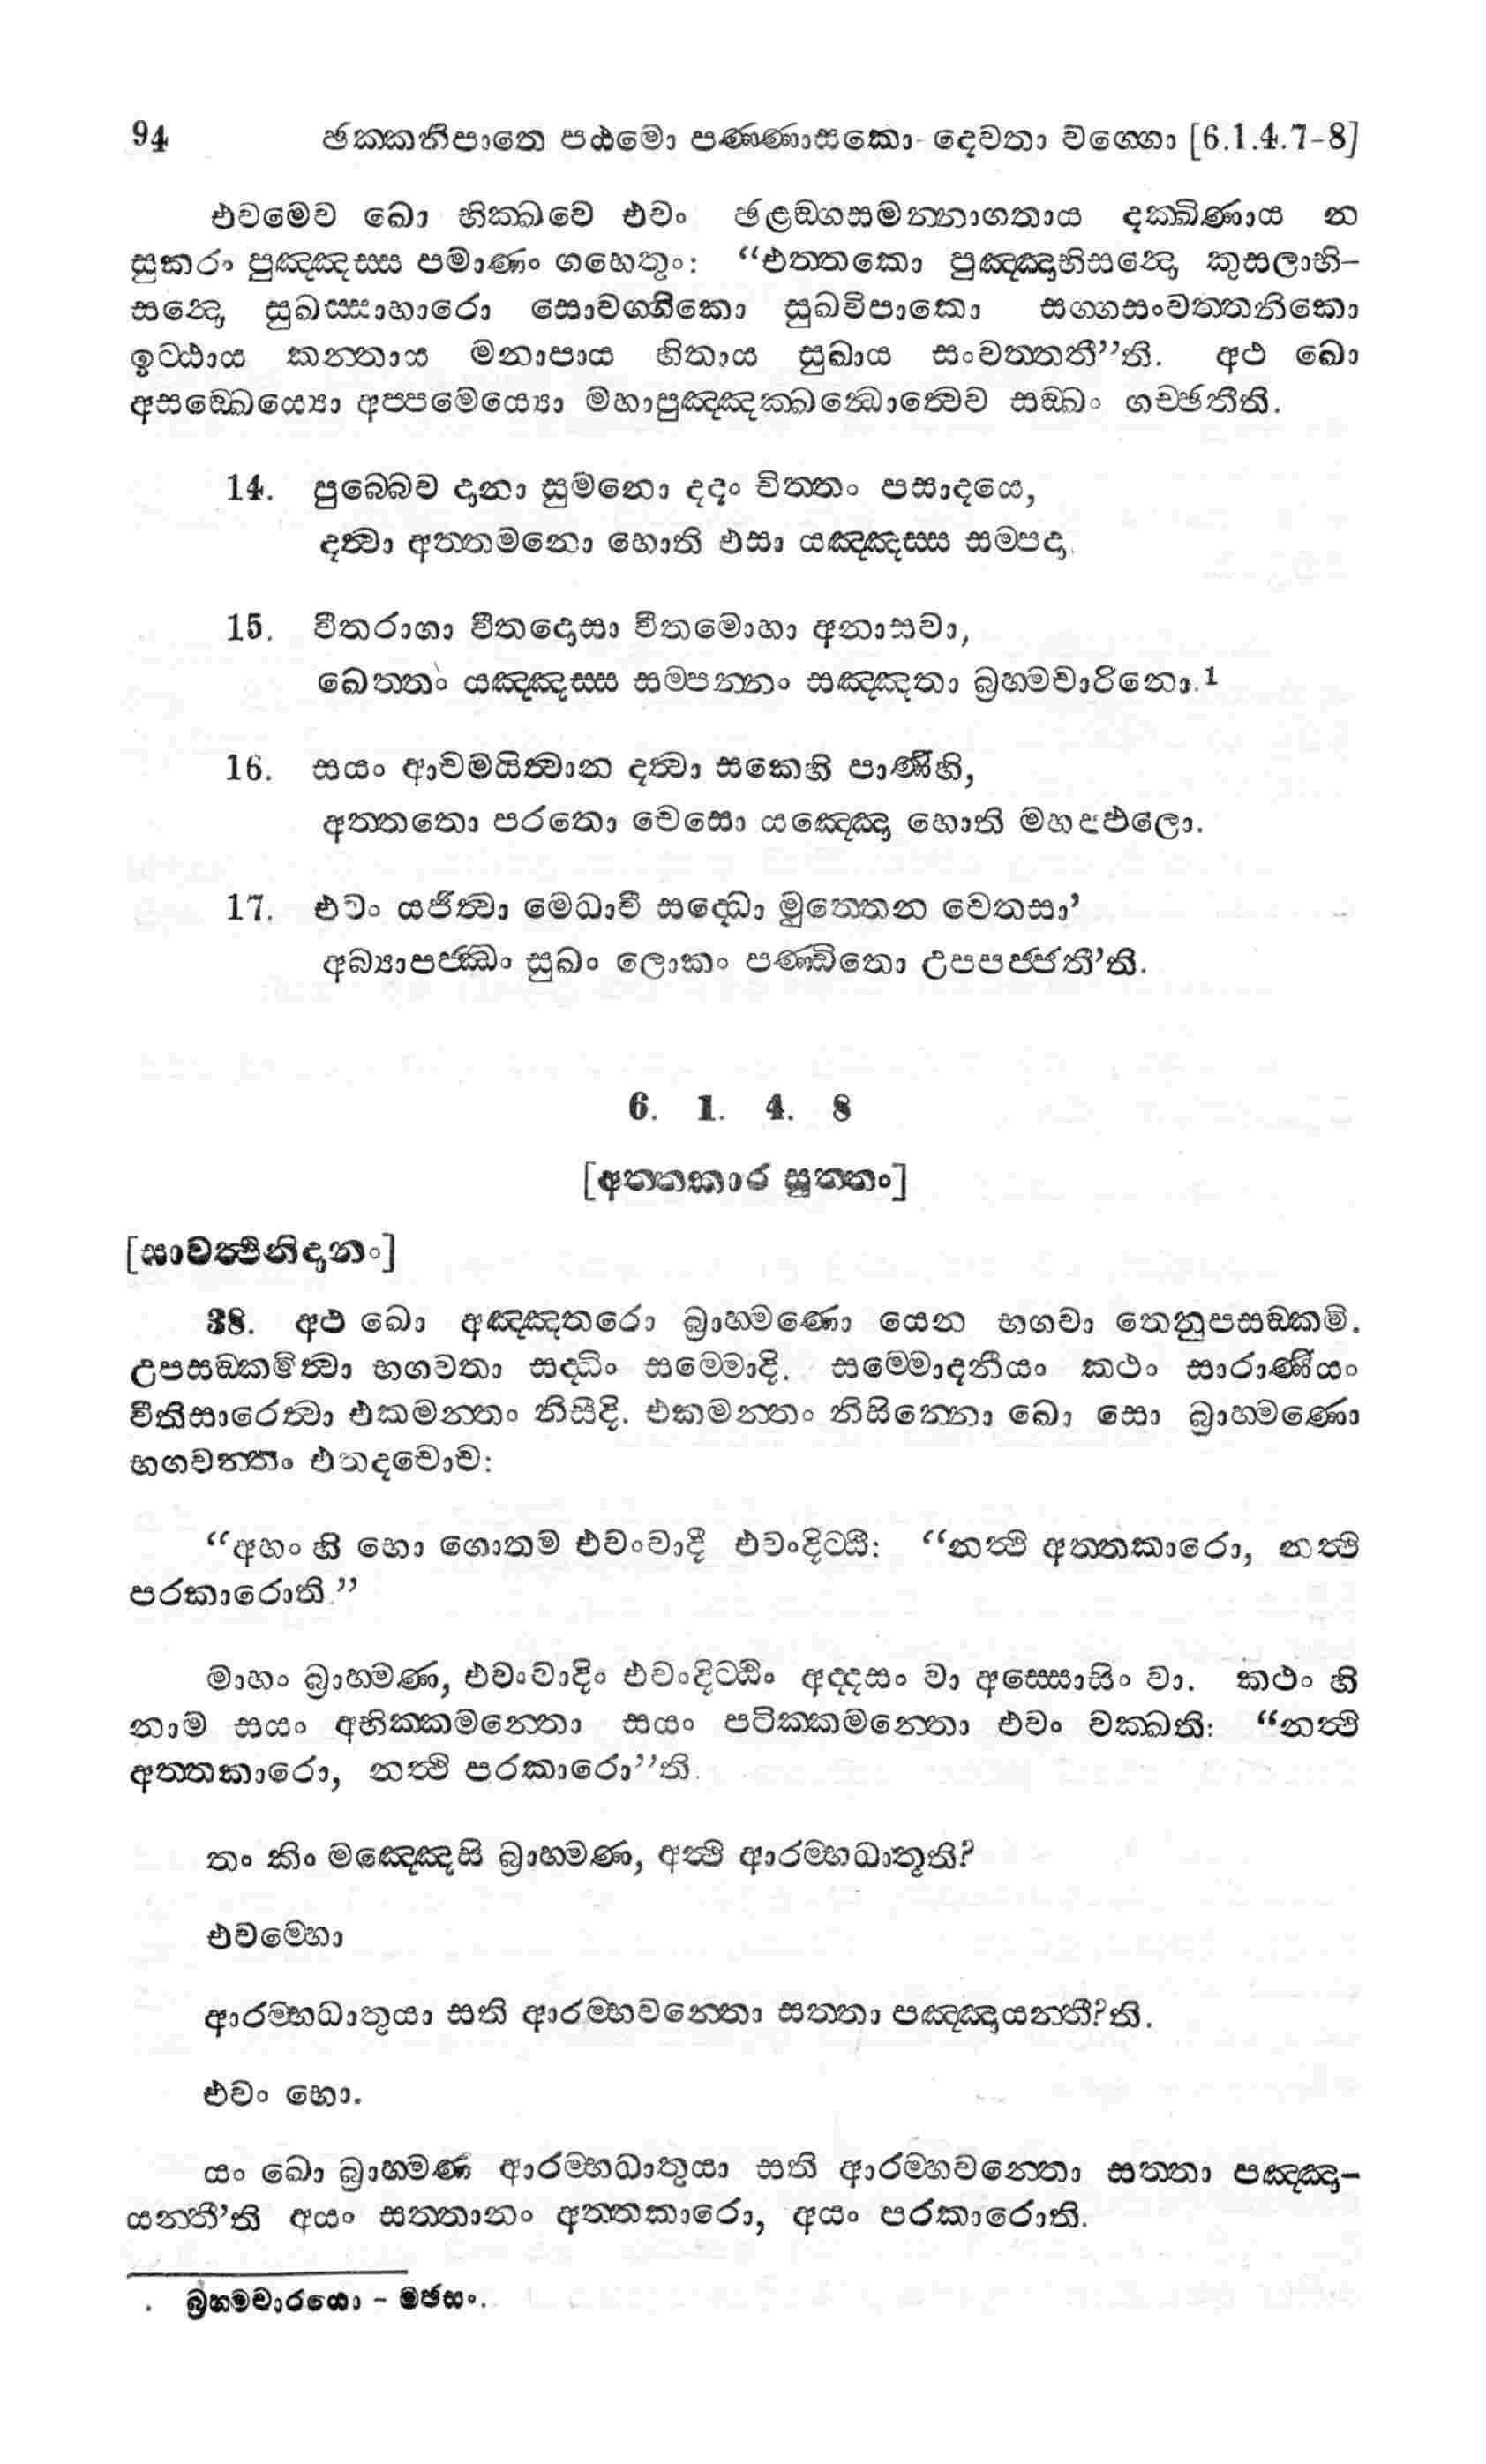 94 ඡක්කනිපාතෙ පඨමො පණ්ණාසකො - දෙවතා වග්ගො [6.1.4.7-8]
එවමෙව ඛො භික්ඛවෙ එවං ඡළඞ්ගසමන්නාගතාය දක්ඛිණාය න
සුකරං පුඤ්ඤස්ස පමාණං ගහෙතුං: “එත්තකො පුඤ්ඤාභිසන්දො කුසලාභි-
සන්දො සුඛස්සාහාරො සොවග්ගිකො සුඛවිපාකො සග්ගසංවත්තනිකො
ඉට්ඨාය කන්තාය මනාපාය හිතාය සුඛාය සංවත්තතී”ති. අථ ඛො
අසඞ්ඛෙය්‍යො අප්පමෙය්‍යො මහාපුඤ්ඤක්ඛන්ධොත්වෙව සඞ්ඛං ගච්ඡතීති.
14. පුබ්බෙව දානා සුමනො දදං චිත්තං පසාදයෙ,
දත්වා අත්තමනො හොති එසා යඤ්ඤස්ස සම්පදා.
15. වීතරාගා වීතදොසා වීතමොහා අනාසවා,
ඛෙත්තං යඤ්ඤස්ස සම්පන්නං සඤ්ඤතා බ්‍රහ්මචාරිනො.1
16. සයං ආචමයිත්වාන දත්වා සකෙහි පාණීහි,
අත්තතො පරතො චෙසො යඤ්ඤො හොති මහප්ඵලො.
17. එවං යජිත්වා මෙධාවී සද්ධො මුත්තෙන චෙතසා’
අබ්‍යාපජ්ඣං සුඛං ලොකං පණ්ඩිතො උපපජ්ජතී’ති.
6. 1. 4. 8
[අත්තකාර සුත්තං]
[සාවත්ථිනිදානං]
38. අථ ඛො අඤ්ඤතරො බ්‍රාහ්මණො යෙන භගවා තෙනුපසඞ්කමි.
උපසඞ්කමිත්වා භගවතා සද්ධිං සම්මොදි. සම්මොදනීයං කථං සාරාණීයං
වීතිසාරෙත්වා එකමන්තං නිසීදි. එකමන්තං නිසින්නො ඛො සො බ්‍රාහ්මණො
භගවන්තං එතදවොච:
“අහං හි භො ගොතම එවංවාදී එවංදිට්ඨී: “නත්ථි අත්තකාරො, නත්ථි
පරකාරොති.”
මාහං බ්‍රාහ්මණ, එවංවාදිං එවංදිට්ඨිං අද්දසං වා අස්සොසිං වා. කථං හි
නාම සයං අභික්කමන්තො සයං පටික්කමන්තො එවං වක්ඛති: “නත්ථි
අත්තකාරො, නත්ථි පරකාරො”ති.
තං කිං මඤ්ඤෙසි බ්‍රාහ්මණ, අත්ථි ආරම්භධාතූති?
එවම්භො
ආරම්භධාතුයා සති ආරම්භවන්තො සත්තා පඤ්ඤායන්තී?ති.
එවං භො.
යං ඛො බ්‍රාහ්මණ ආරම්භධාතුයා සති ආරම්භවන්තො සත්තා පඤ්ඤා-
යන්තී’ති අයං සත්තානං අත්තකාරො, අයං පරකාරොති.
. බ්‍රහ්මචාරයො - මඡසං.